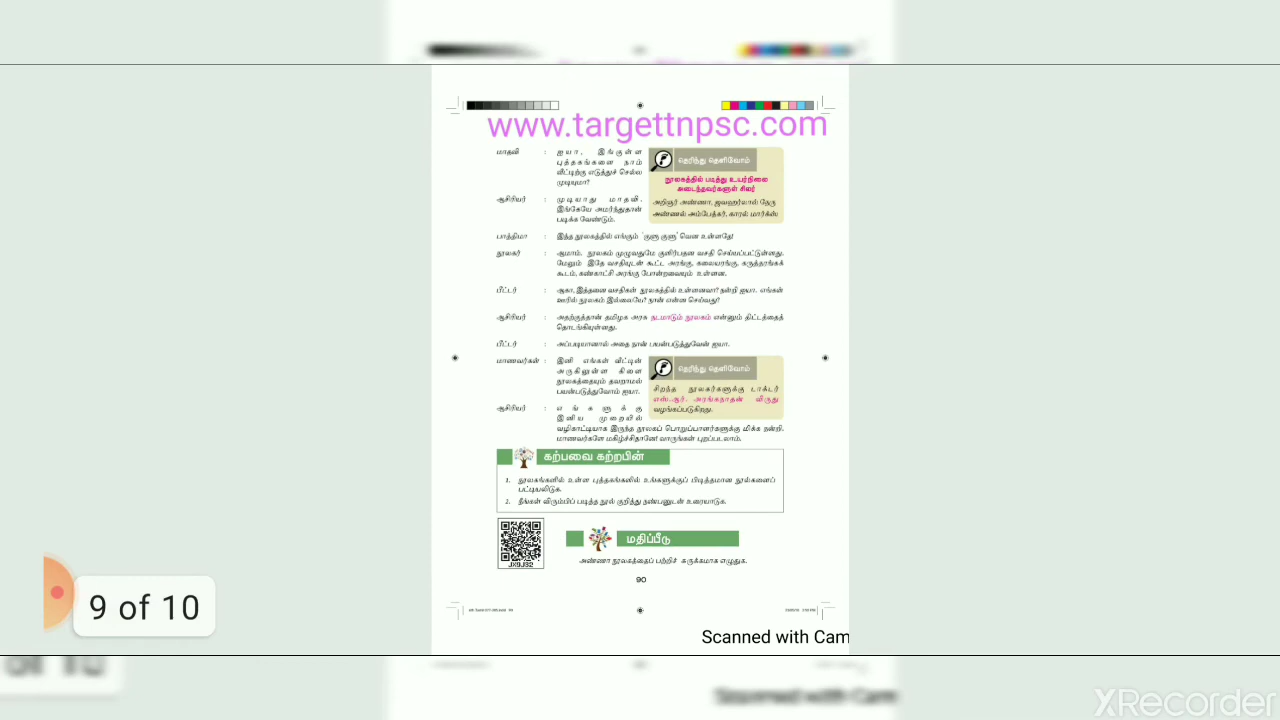 www.targettnpsc.com
மாதவி : ஐயா, இங்குள்ள
புத்தகங்களை நாம்
வீட்டிற்கு எடுத்துச் செல்ல
முடியுமா?
தெரிந்து தெளிவோம்
நூலகத்தில் படித்து உயர்நிலை
அடைந்தவர்களுள் சிலர்
அறிஞர் அண்ணா, ஜவஹர்லால் நேரு
அண்ணல் அம்பேத்கர், காரல் மார்க்ஸ்
ஆசிரியர் : முடியாது மாதவி.
இங்கேயே அமர்ந்துதான்
படிக்க வேண்டும்.
பாத்திமா : இந்த நூலகத்தில் எங்கும் 'குளு குளு'வென உள்ளதே!
நூலகர் : ஆமாம். நூலகம் முழுவதுமே குளிர்பதன வசதி செய்யப்பட்டுள்ளது.
மேலும் இதே வசதியுடன் கூட்ட அரங்கு, கலையரங்கு, கருத்தரங்கக்
கூடம், கண்காட்சி அரங்கு போன்றவையும் உள்ளன.
பீட்டர் : ஆகா, இத்தனை வசதிகள் நூலகத்தில் உள்ளனவா? நன்றி ஐயா. எங்கள்
ஊரில் நூலகம் இல்லையே? நான் என்ன செய்வது?
ஆசிரியர் : அதற்குத்தான் தமிழக அரசு நடமாடும் நூலகம் என்னும் திட்டத்தைத்
தொடங்கியுள்ளது.
பீட்டர் : அப்படியானால் அதை நான் பயன்படுத்துவேன் ஐயா.
மாணவர்கள் : இனி எங்கள் வீட்டின்
அருகிலுள்ள கிளை
நூலகத்தையும் தவறாமல்
பயன்படுத்துவோம் ஐயா.
தெரிந்து தெளிவோம்
சிறந்த நூலகர்களுக்கு டாக்டர்
எஸ்.ஆர். அரங்கநாதன் விருது
வழங்கப்படுகிறது.
ஆசிரியர் : எங்களுக்கு
இனிய முறையில்
வழிகாட்டியாக இருந்த நூலகப் பொறுப்பாளர்களுக்கு மிக்க நன்றி.
மாணவர்களே மகிழ்ச்சிதானே! வாருங்கள் புறப்படலாம்.
கற்பவை கற்றபின்
1. நூலகங்களில் உள்ள புத்தகங்களில் உங்களுக்குப் பிடித்தமான நூல்களைப்
பட்டியலிடுக.
2. நீங்கள் விரும்பிப் படித்த நூல் குறித்து நண்பனுடன் உரையாடுக.
JX9J32
மதிப்பீடு
அண்ணா நூலகத்தைப் பற்றிச் சுருக்கமாக எழுதுக.
90
9 of 10
Scanned with Cam
XRecorder